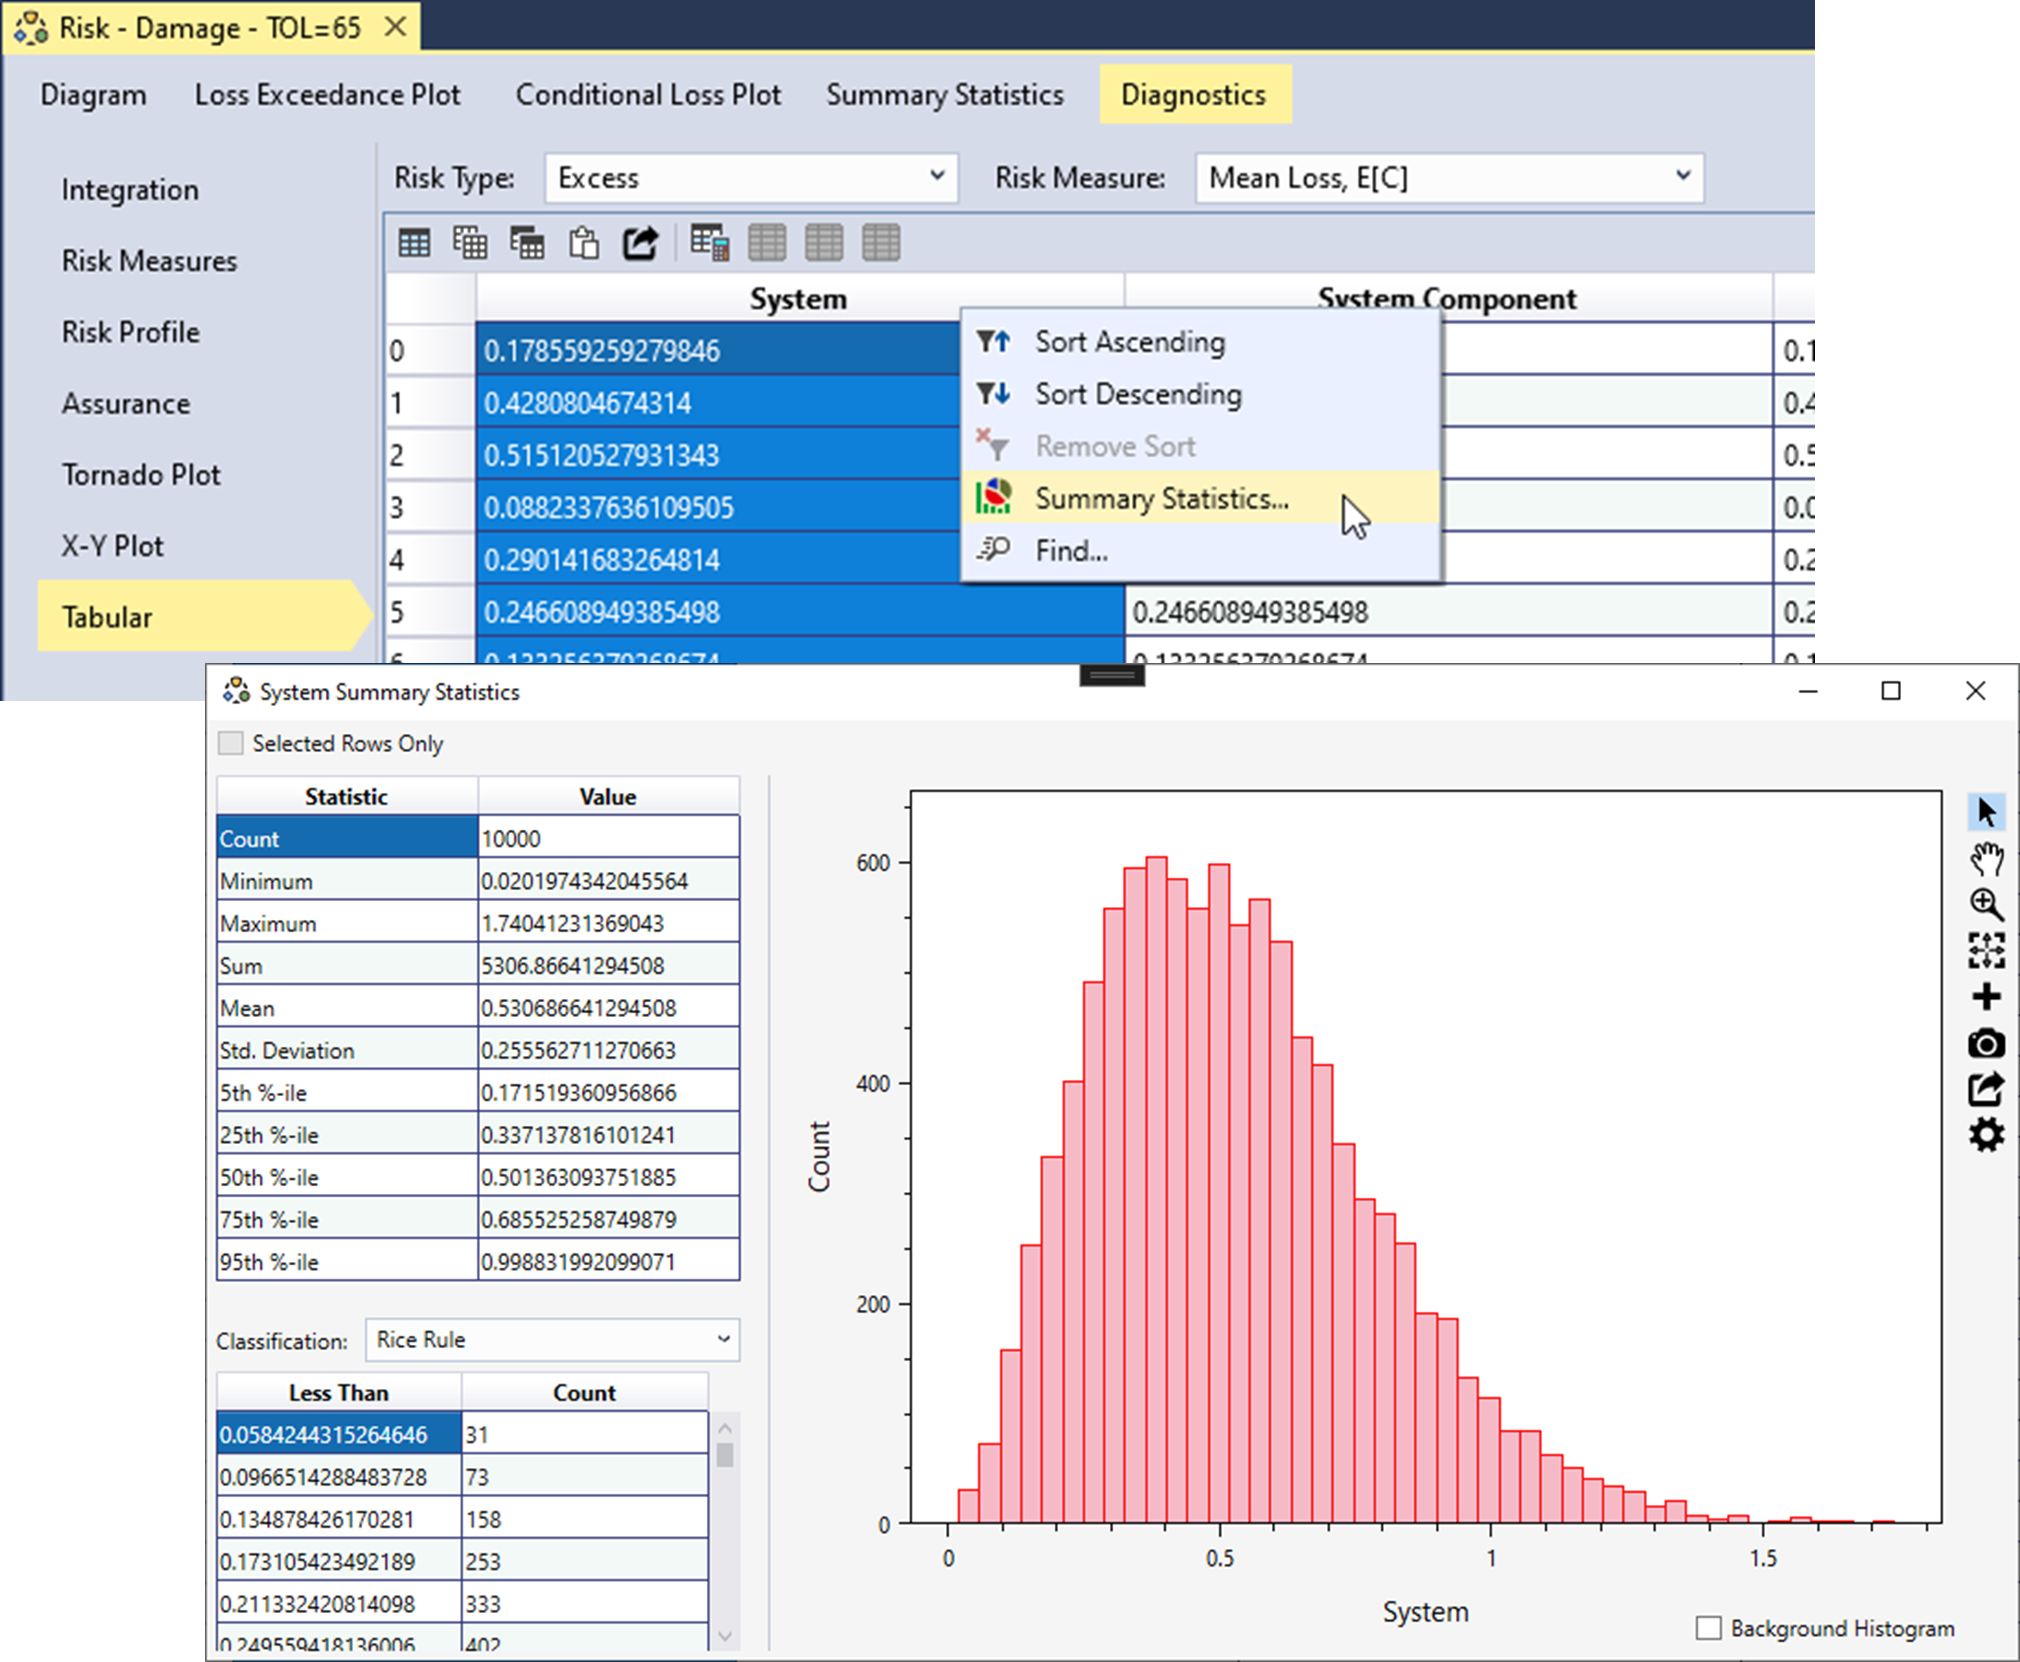 Risk - Damage - TOL=65
Diagram Loss Exceedance Plot Conditional Loss Plot Summary Statistics Diagnostics
Integration
Risk Measures
Risk Profile
Assurance
Tornado Plot
X-Y Plot
Tabular
Risk Type: Excess Risk Measure: Mean Loss, E[C]
System System Component
0 0.178559259279846 0.1
1 0.4280804674314 0.4
2 0.515120527931343 0.5
3 0.0882337636109505 0.0
4 0.290141683264814 0.2
5 0.246608949385498 0.246608949385498 0.2
6 0.133256379268674 0.133256379268674 0.1
Sort Ascending
Sort Descending
Remove Sort
Summary Statistics...
Find...
System Summary Statistics
Selected Rows Only
Statistic Value
Count 10000
Minimum 0.0201974342045564
Maximum 1.74041231369043
Sum 5306.86641294508
Mean 0.530686641294508
Std. Deviation 0.255562711270663
5th %-ile 0.171519360956866
25th %-ile 0.337137816101241
50th %-ile 0.501363093751885
75th %-ile 0.685525258749879
95th %-ile 0.998831992099071
Classification: Rice Rule
Less Than Count
0.0584244315264646 31
0.0966514288483728 73
0.134878426170281 158
0.173105423492189 253
0.211332420814098 333
0.249559418136006 402
Count
600
400
200
0
0 0.5 1 1.5
System
Background Histogram